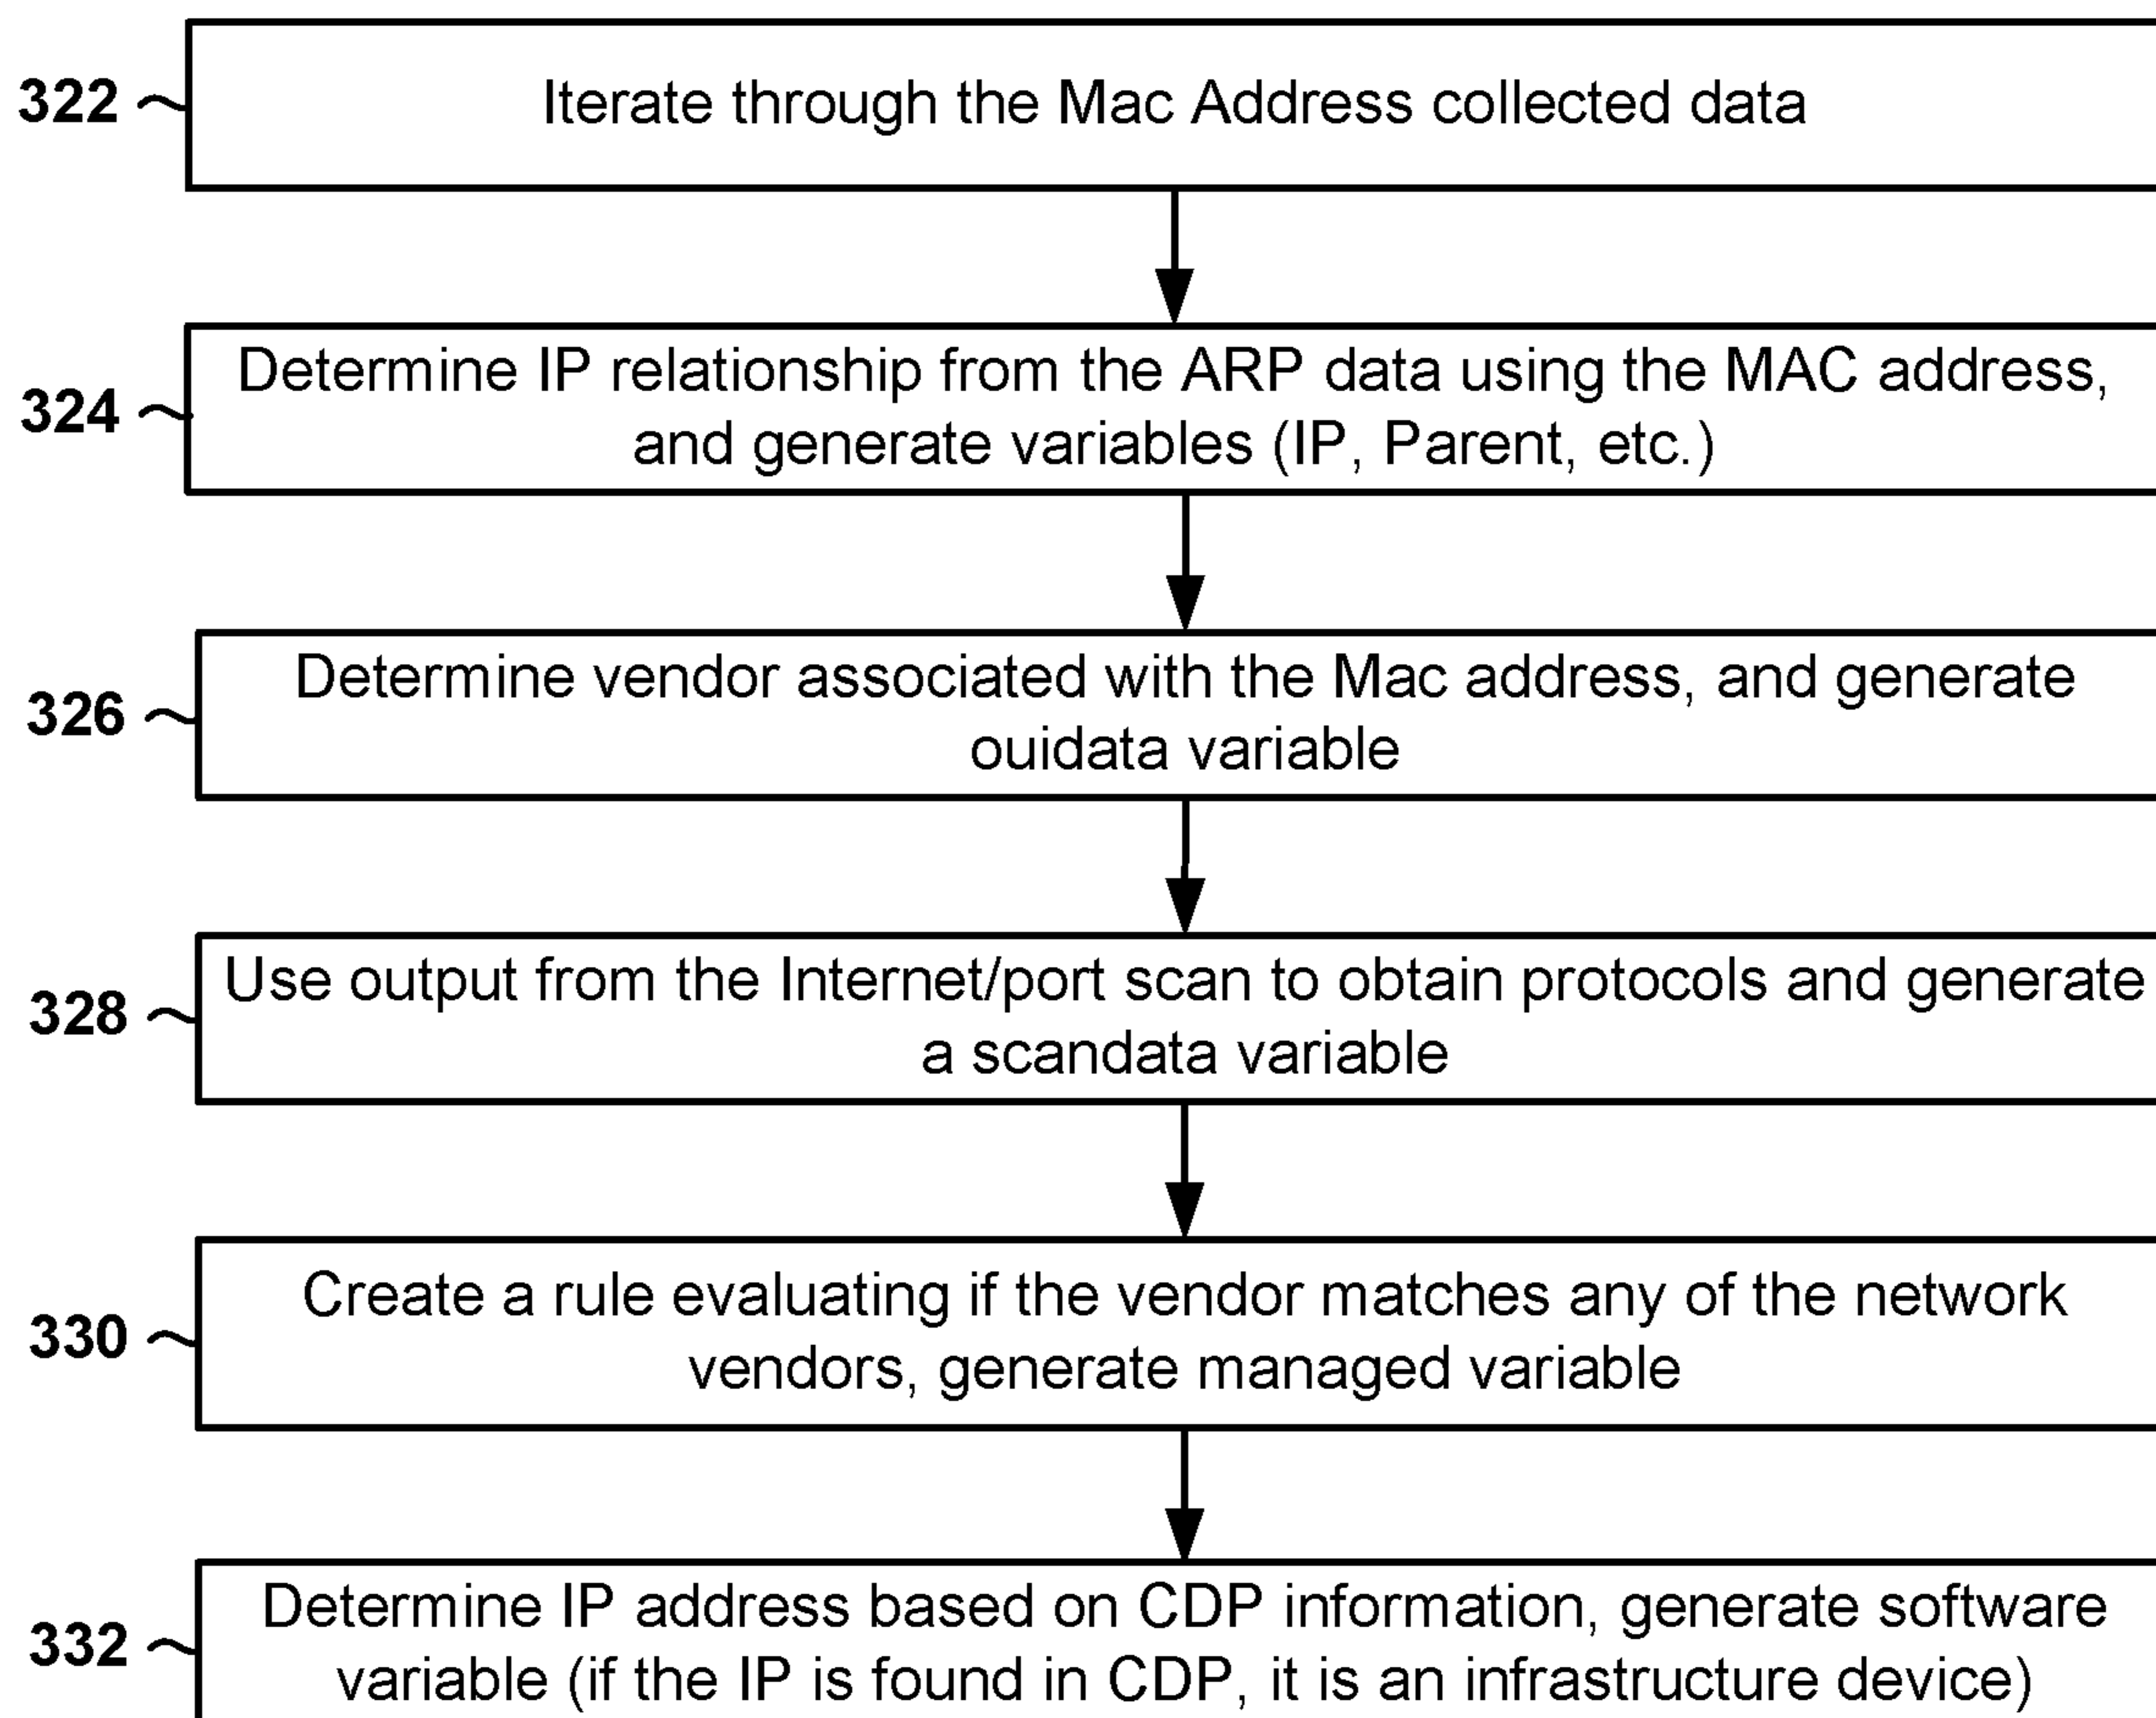 322
Iterate through the Mac Address collected data
324
Determine IP relationship from the ARP data using the MAC address,
and generate variables (IP, Parent, etc.)
326
Determine vendor associated with the Mac address, and generate
ouidata variable
328
Use output from the Internet/port scan to obtain protocols and generate
a scandata variable
330
Create a rule evaluating if the vendor matches any of the network
vendors, generate managed variable
332
Determine IP address based on CDP information, generate software
variable (if the IP is found in CDP, it is an infrastructure device)